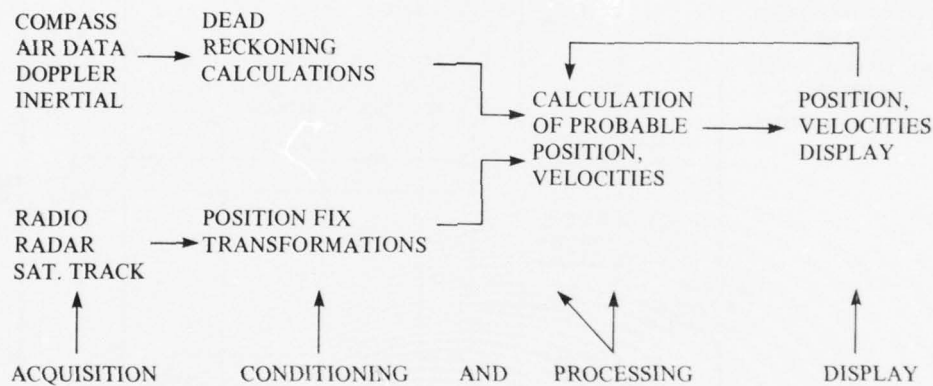 COMPASS
AIR DATA
DOPPLER
INERTIAL
DEAD
RECKONING
CALCULATIONS
CALCULATION
OF PROBABLE
POSITION,
VELOCITIES
POSITION,
VELOCITIES
DISPLAY
RADIO
RADAR
SAT. TRACK
POSITION FIX
TRANSFORMATIONS
ACQUISITION CONDITIONING AND PROCESSING DISPLAY